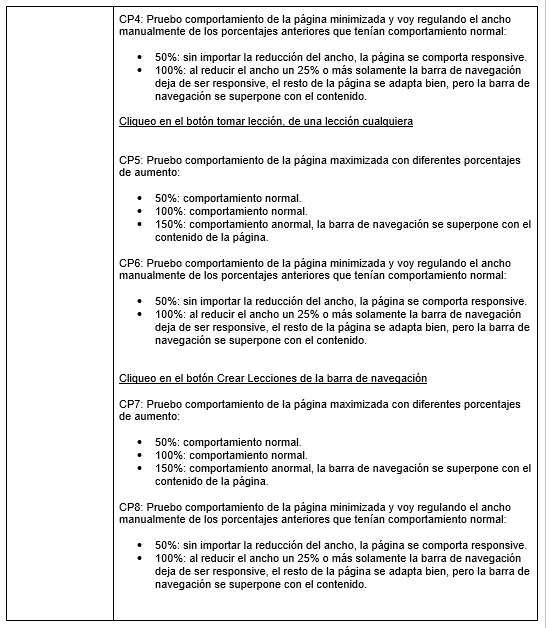 CP4: Pruebo comportamiento de la página minimizada y voy regulando el ancho
manualmente de los porcentajes anteriores que tenían comportamiento normal:
• 50%: sin importar la reducción del ancho, la página se comporta responsive.
• 100%: al reducir el ancho un 25% o más solamente la barra de navegación
deja de ser responsive, el resto de la página se adapta bien, pero la barra de
navegación se superpone con el contenido.
Cliqueo en el botón tomar lección, de una lección cualquiera
CP5: Pruebo comportamiento de la página maximizada con diferentes porcentajes
de aumento:
• 50%: comportamiento normal.
• 100%: comportamiento normal.
• 150%: comportamiento anormal, la barra de navegación se superpone con el
contenido de la página.
CP6: Pruebo comportamiento de la página minimizada y voy regulando el ancho
manualmente de los porcentajes anteriores que tenían comportamiento normal:
• 50%: sin importar la reducción del ancho, la página se comporta responsive.
• 100%: al reducir el ancho un 25% o más solamente la barra de navegación
deja de ser responsive, el resto de la página se adapta bien, pero la barra de
navegación se superpone con el contenido.
Cliqueo en el botón Crear Lecciones de la barra de navegación
CP7: Pruebo comportamiento de la página maximizada con diferentes porcentajes
de aumento:
• 50%: comportamiento normal.
• 100%: comportamiento normal.
• 150%: comportamiento anormal, la barra de navegación se superpone con el
contenido de la página.
CP8: Pruebo comportamiento de la página minimizada y voy regulando el ancho
manualmente de los porcentajes anteriores que tenían comportamiento normal:
• 50%: sin importar la reducción del ancho, la página se comporta responsive.
• 100%: al reducir el ancho un 25% o más solamente la barra de navegación
deja de ser responsive, el resto de la página se adapta bien, pero la barra de
navegación se superpone con el contenido.